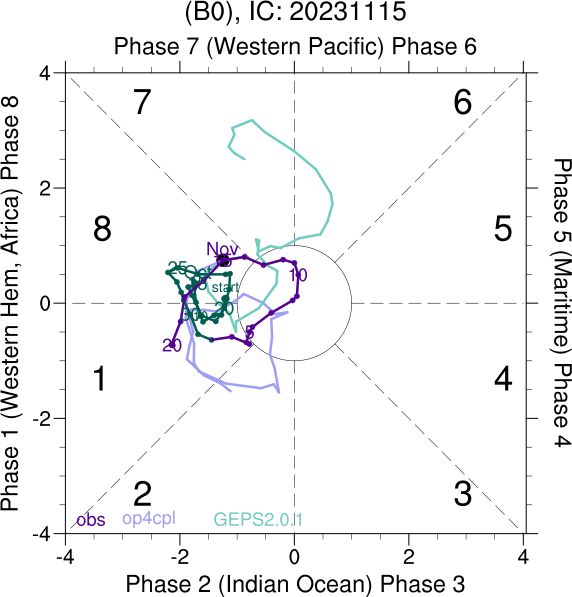 (B0), IC: 20231115
Phase 7 (Western Pacific) Phase 6
Phase 1 (Western Hem, Africa) Phase 8
Phase 5 (Maritime) Phase 4
4
2
0
-2
-4
7
6
8
5
1
4
2
3
Nov
25
Oct
start
10
5
20
obs
op4cpl
GEPS2.0.1
-4
-2
0
2
4
Phase 2 (Indian Ocean) Phase 3